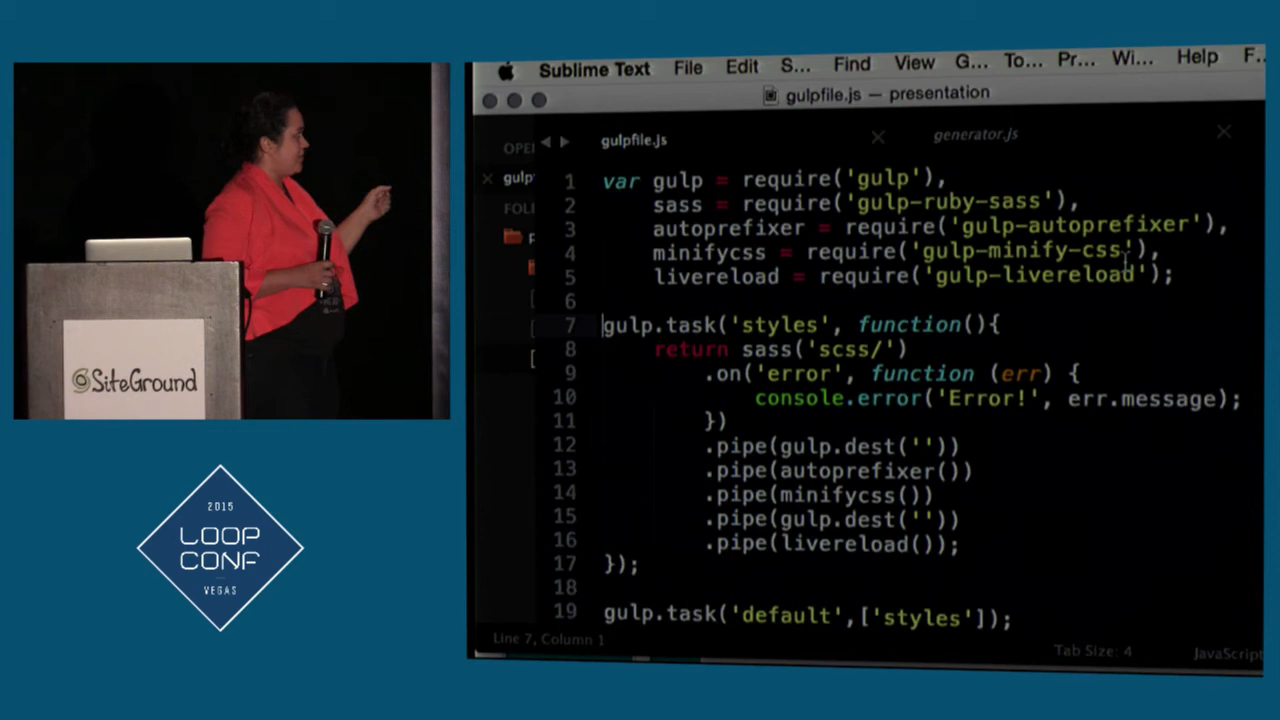 Sublime Text File Edit S... Find View G... To... Pr... Wi... Help F...
gulpfile.js — presentation
gulpfile.js generator.js
1 var gulp = require('gulp'),
2 sass = require('gulp-ruby-sass'),
3 autoprefixer = require('gulp-autoprefixer'),
4 minifycss = require('gulp-minify-css'),
5 livereload = require('gulp-livereload');
6
7 gulp.task('styles', function(){
8 return sass('scss/')
9 .on('error', function (err) {
10 console.error('Error!', err.message);
11 })
12 .pipe(gulp.dest(''))
13 .pipe(autoprefixer())
14 .pipe(minifycss())
15 .pipe(gulp.dest(''))
16 .pipe(livereload());
17 });
18
19 gulp.task('default',['styles']);
Line 7, Column 1 Tab Size: 4 JavaScript
OPE
gulp
FOL
SiteGround
2015
LOOP
CONF
VEGAS